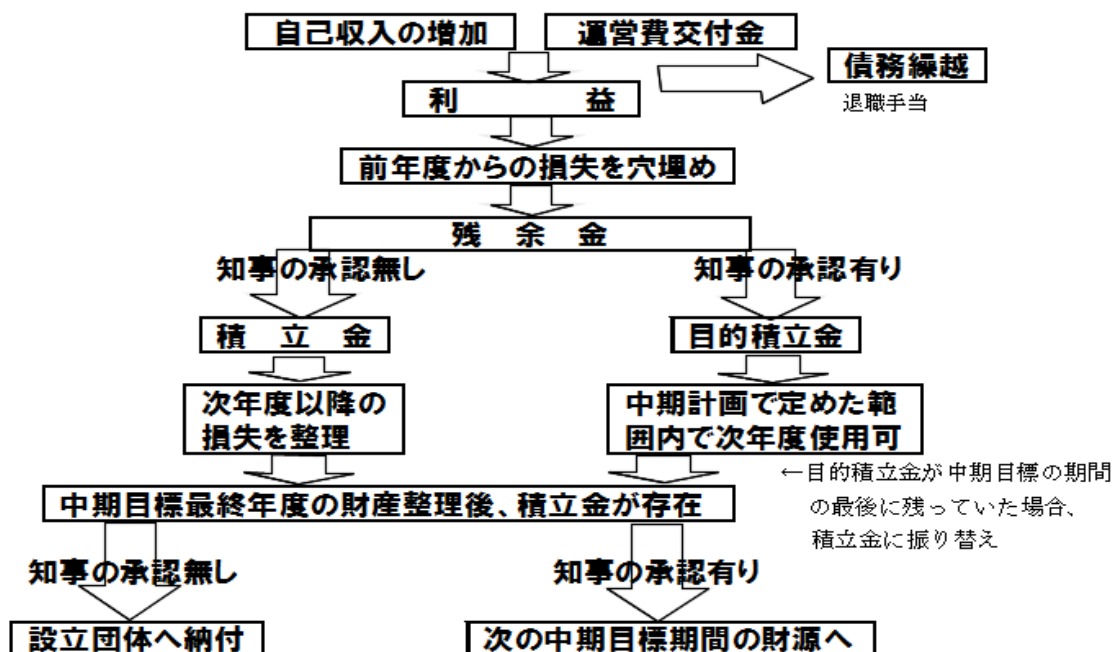 自己収入の増加
運営費交付金
債務繰越
退職手当
利 益
前年度からの損失を穴埋め
残 余 金
知事の承認無し
知事の承認有り
積 立 金
目的積立金
次年度以降の
損失を整理
中期計画で定めた範
囲内で次年度使用可
←目的積立金が中期目標の期間
の最後に残っていた場合、
積立金に振り替え
中期目標最終年度の財産整理後、積立金が存在
知事の承認無し
知事の承認有り
設立団体へ納付
次の中期目標期間の財源へ